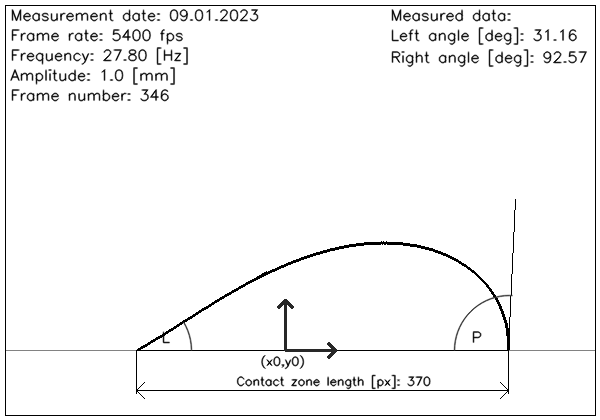 Measurement date: 09.01.2023
Frame rate: 5400 fps
Frequency: 27.80 [Hz]
Amplitude: 1.0 [mm]
Frame number: 346
Measured data:
Left angle [deg]: 31.16
Right angle [deg]: 92.57
L
P
(x0,y0)
Contact zone length [px]: 370